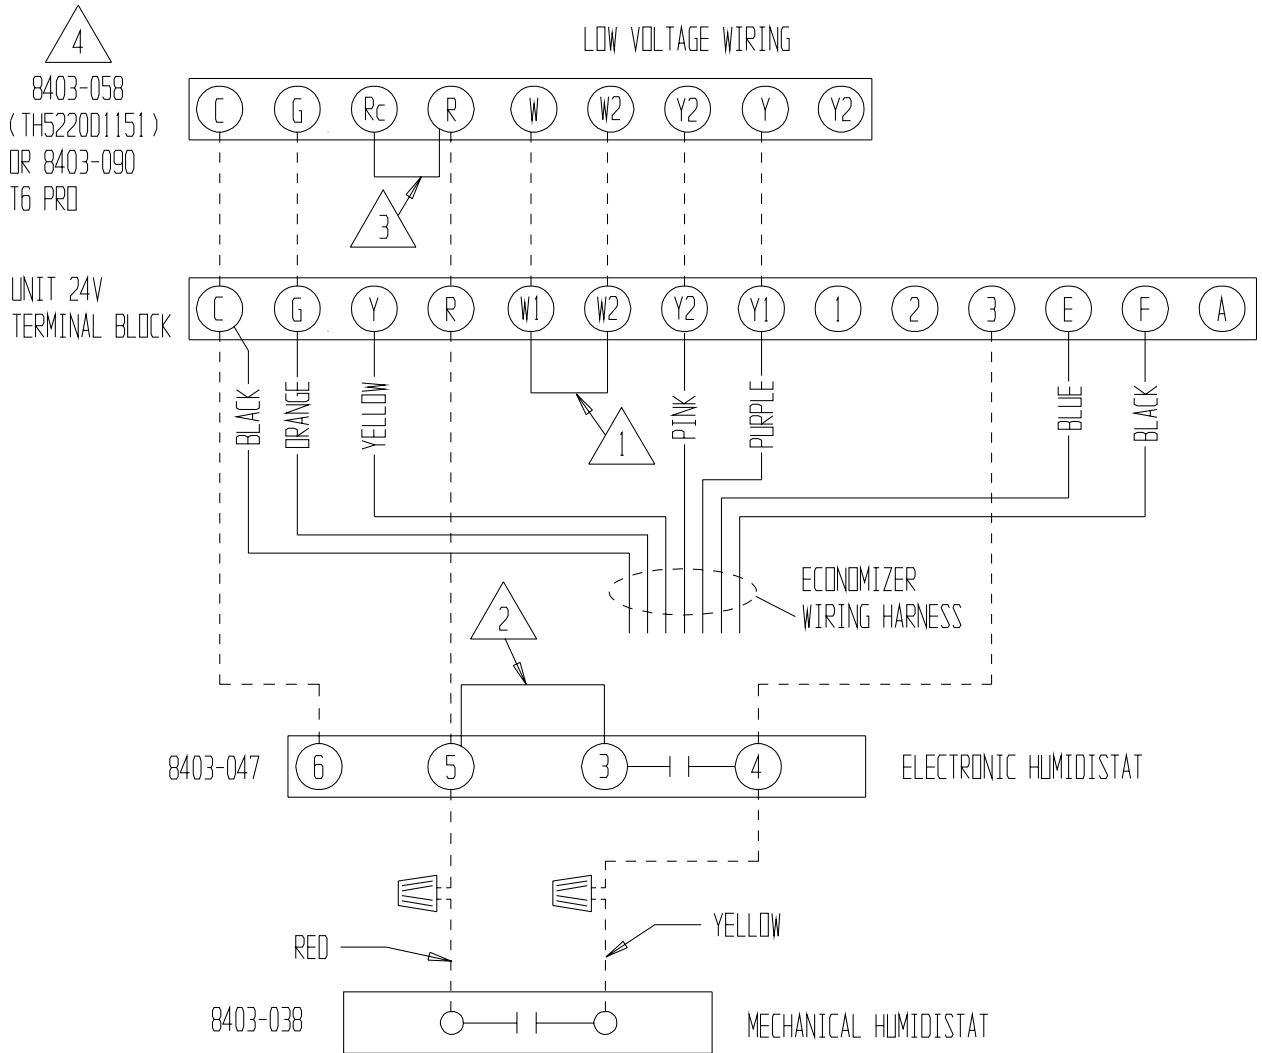 4
LOW VOLTAGE WIRING
8403-058
(TH5220D1151)
OR 8403-090
T6 PRO
C G Rc R W W2 Y2 Y Y2
3
UNIT 24V
TERMINAL BLOCK
C G Y R W1 W2 Y2 Y1 1 2 3 E F A
BLACK
ORANGE
YELLOW
PINK
PURPLE
BLUE
BLACK
1
ECONOMIZER
WIRING HARNESS
2
8403-047
6 5 3 4
ELECTRONIC HUMIDISTAT
RED
YELLOW
8403-038
MECHANICAL HUMIDISTAT